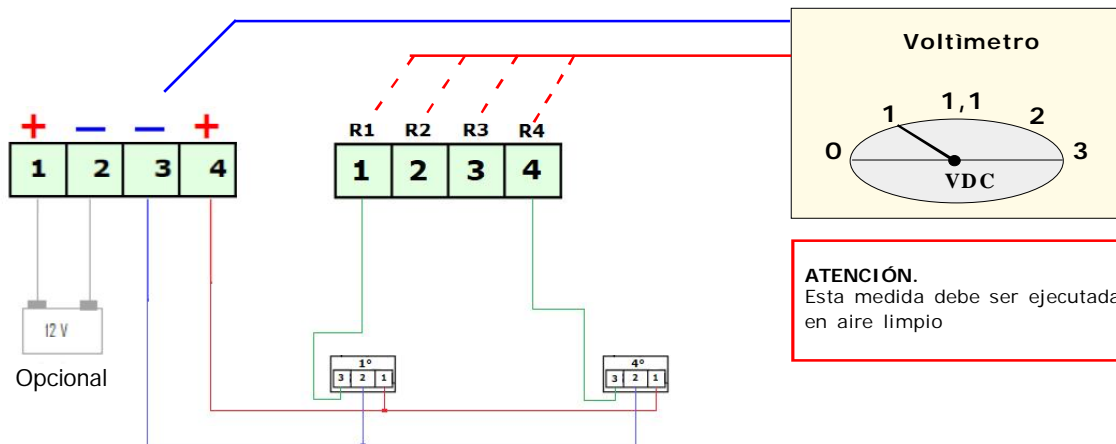 Voltìmetro
0 1 1,1 2 3
VDC
+ — — +
1 2 3 4
R1 R2 R3 R4
1 2 3 4
ATENCIÓN.
Esta medida debe ser ejecutada
en aire limpio
12 V
Opcional
1°
3 2 1
4°
3 2 1